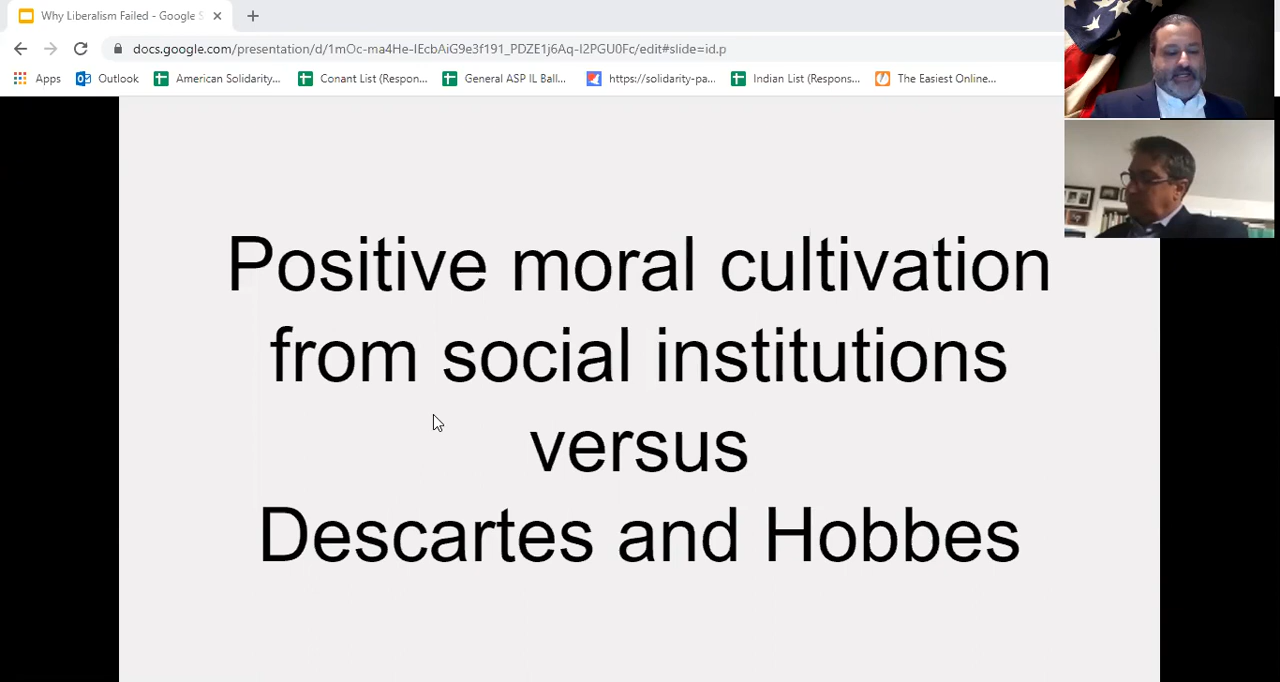 Why Liberalism Failed - Google S
docs.google.com/presentation/d/1mOc-ma4He-IEcbAiG9e3f191_PDZE1j6Aq-I2PGU0Fc/edit#slide=id.p
Apps Outlook American Solidarity... Conant List (Respon... General ASP IL Ball... https://solidarity-pa... Indian List (Respons... The Easiest Online...
Positive moral cultivation
from social institutions
versus
Descartes and Hobbes